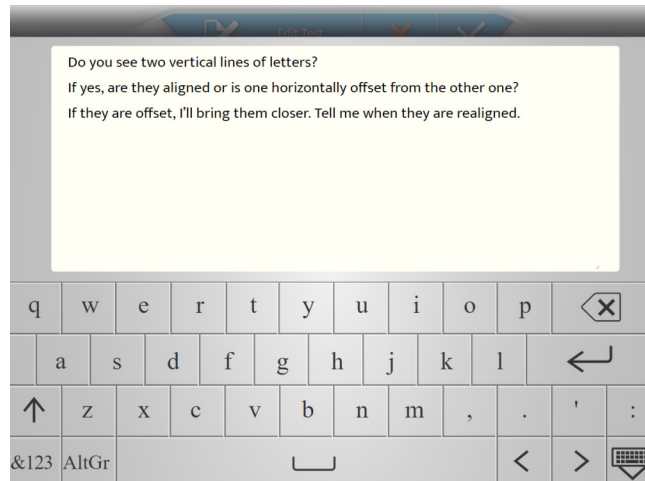 Edit Text
Do you see two vertical lines of letters?
If yes, are they aligned or is one horizontally offset from the other one?
If they are offset, I'll bring them closer. Tell me when they are realigned.
q w e r t y u i o p
a s d f g h j k l
z x c v b n m , . ' :
&123 AltGr < >